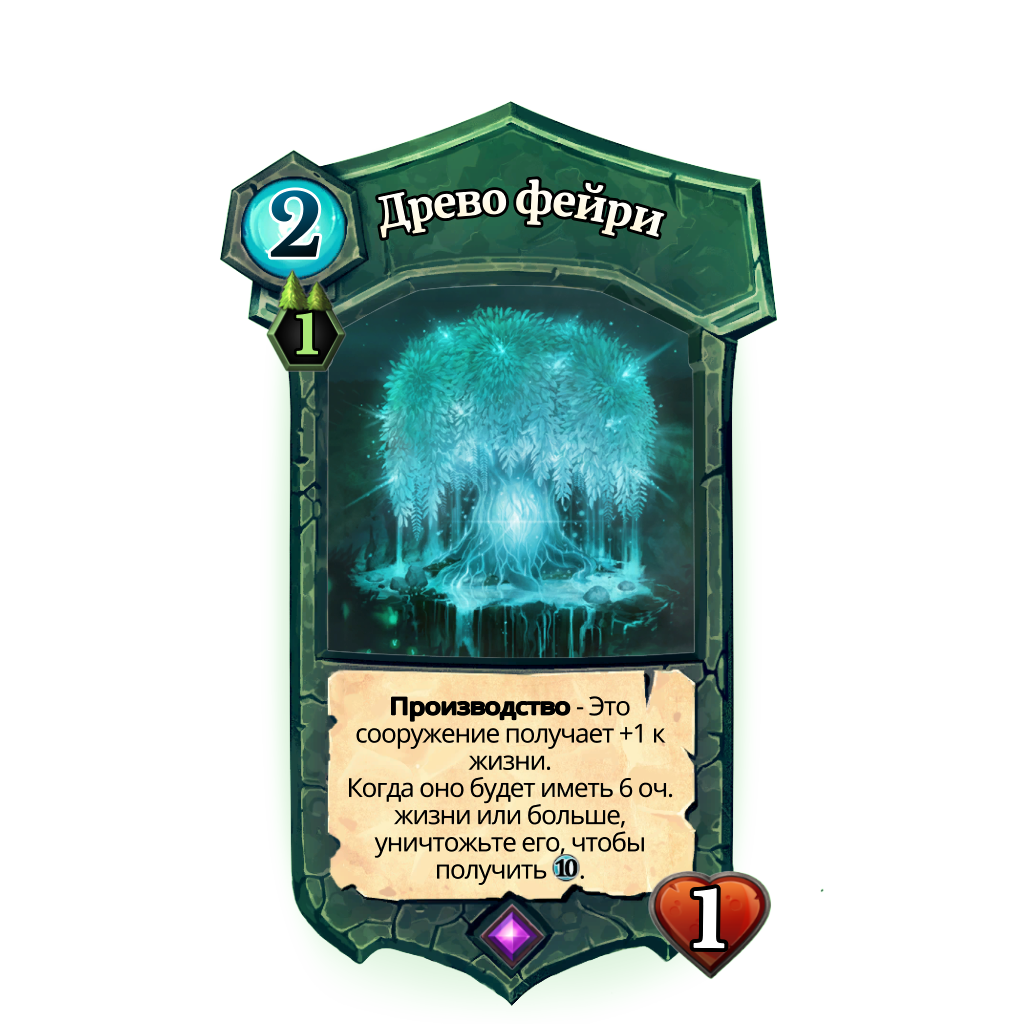 Древо фейри
2
1
Производство - Это
сооружение получает +1 к
жизни.
Когда оно будет иметь 6 оч.
жизни или больше,
уничтожьте его, чтобы
получить 10.
1